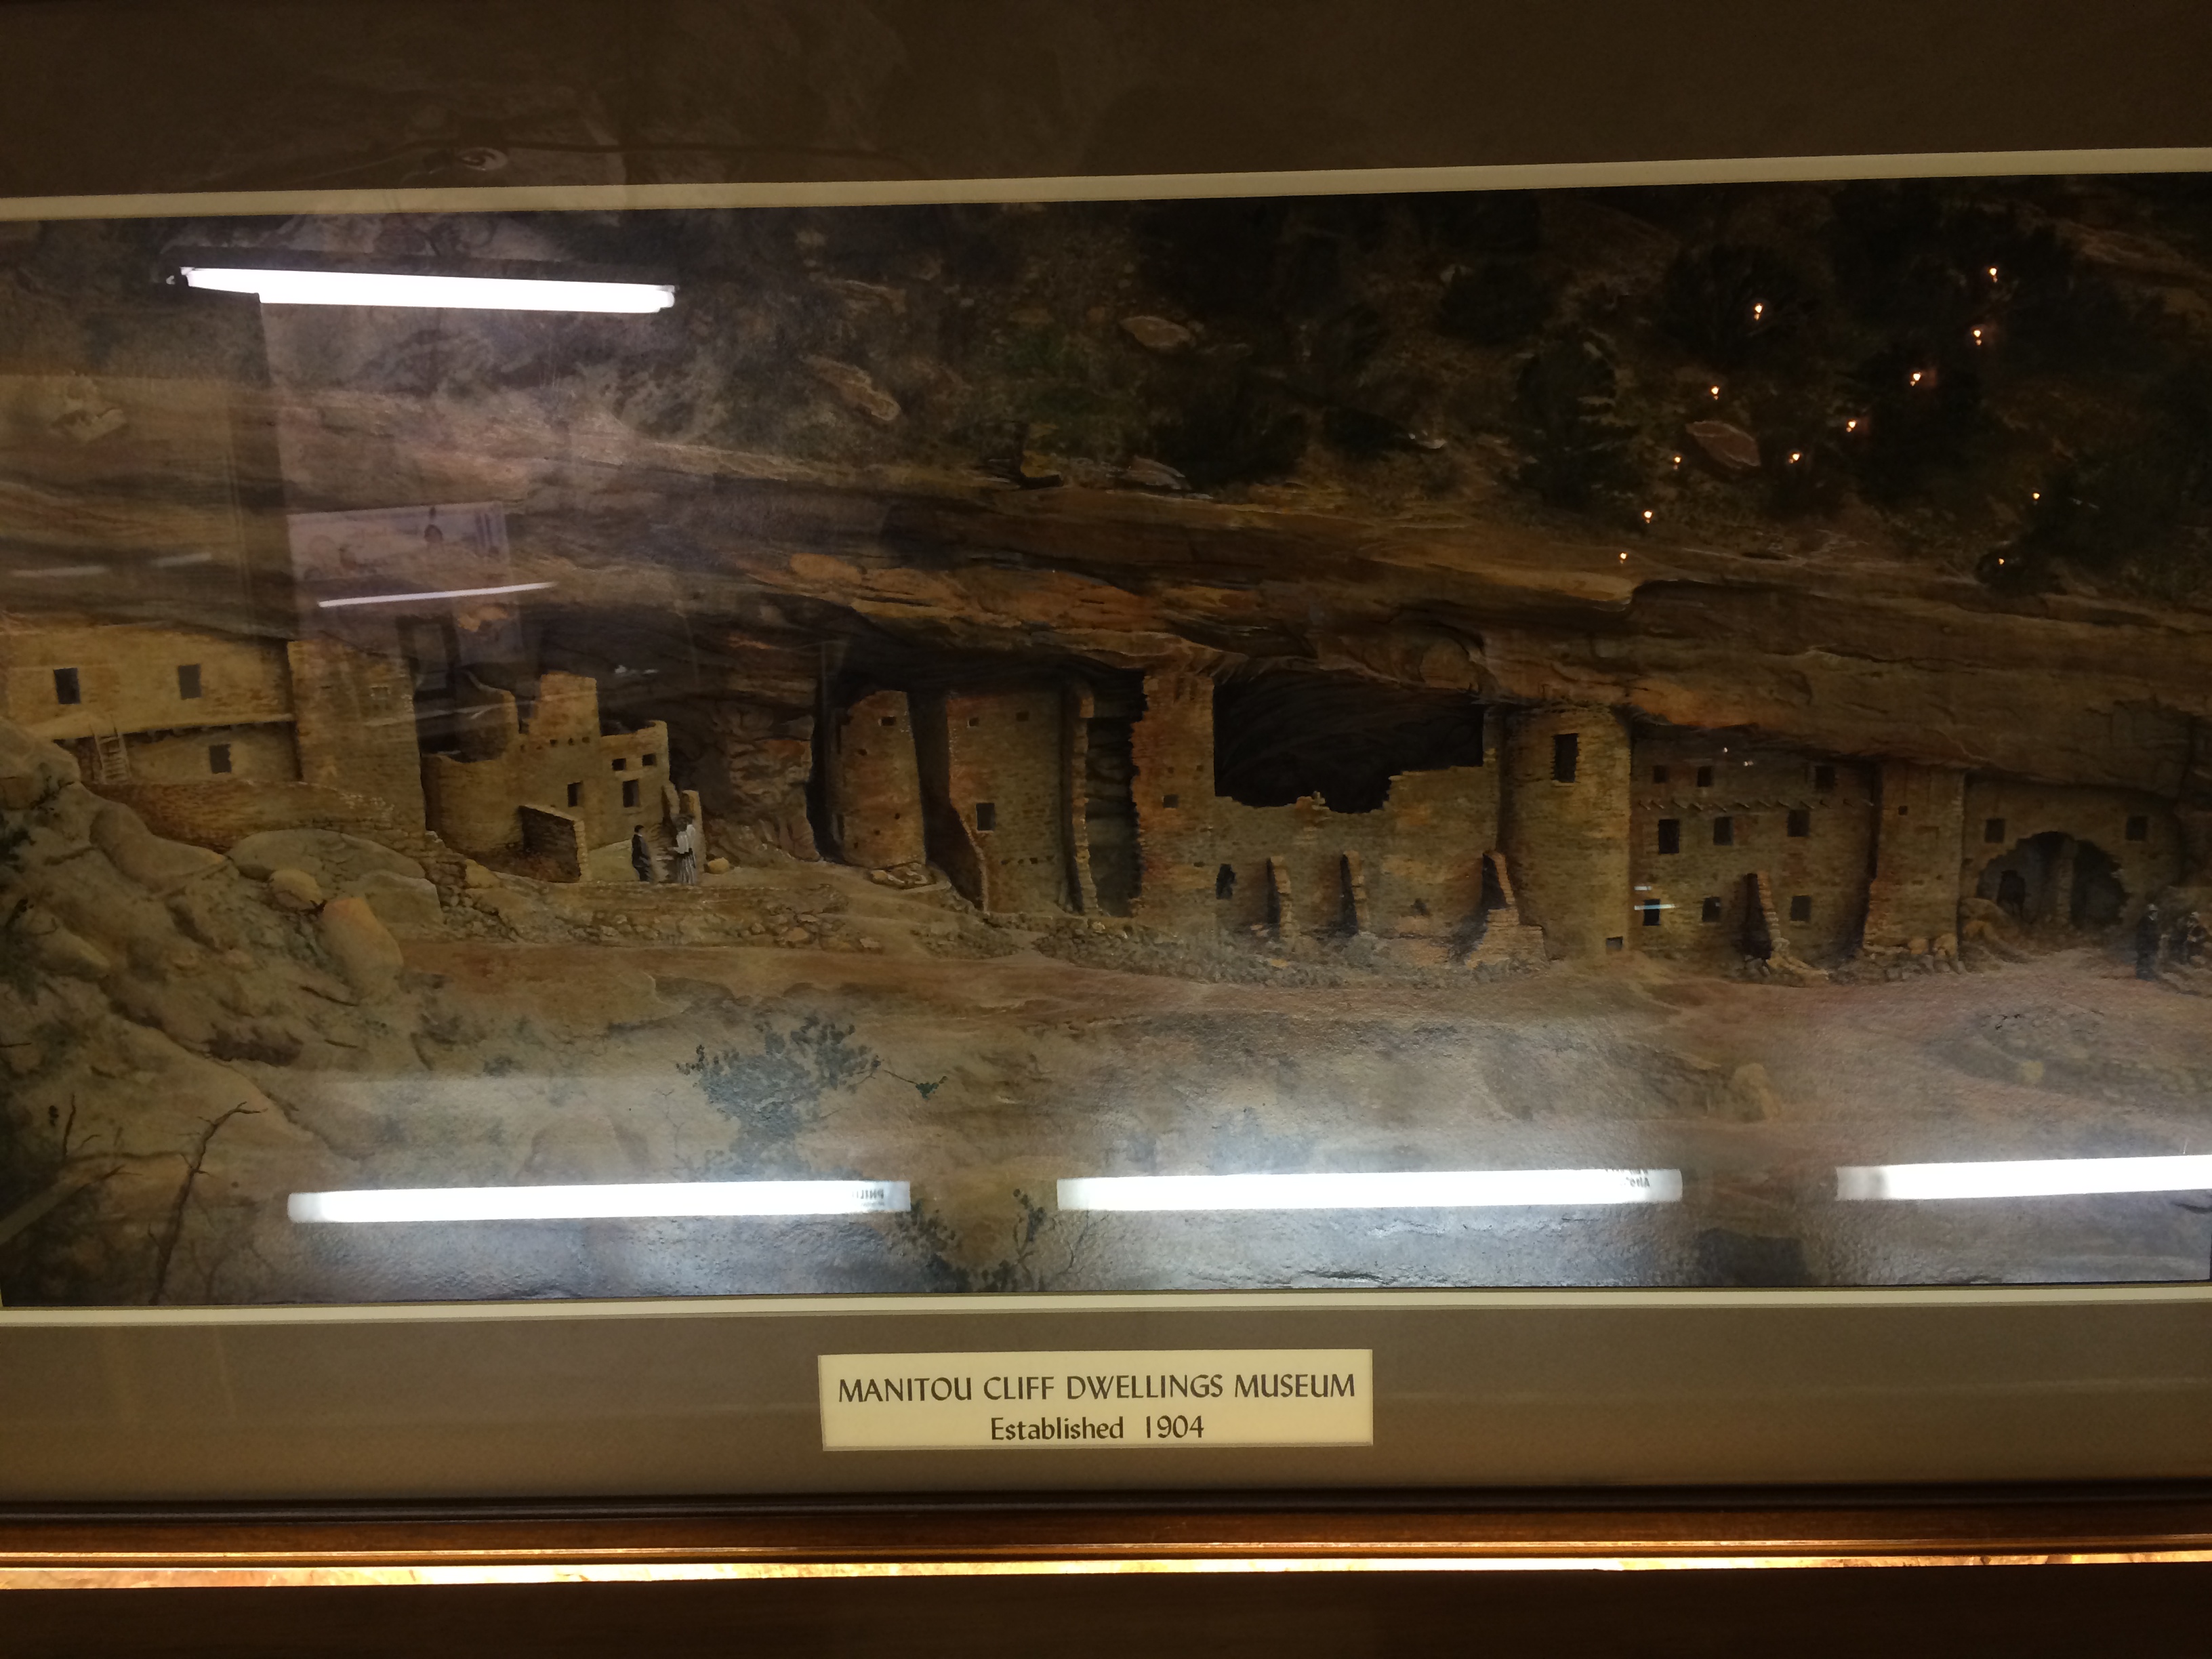 MANITOU CLIFF DWELLINGS MUSEUM
Established 1904